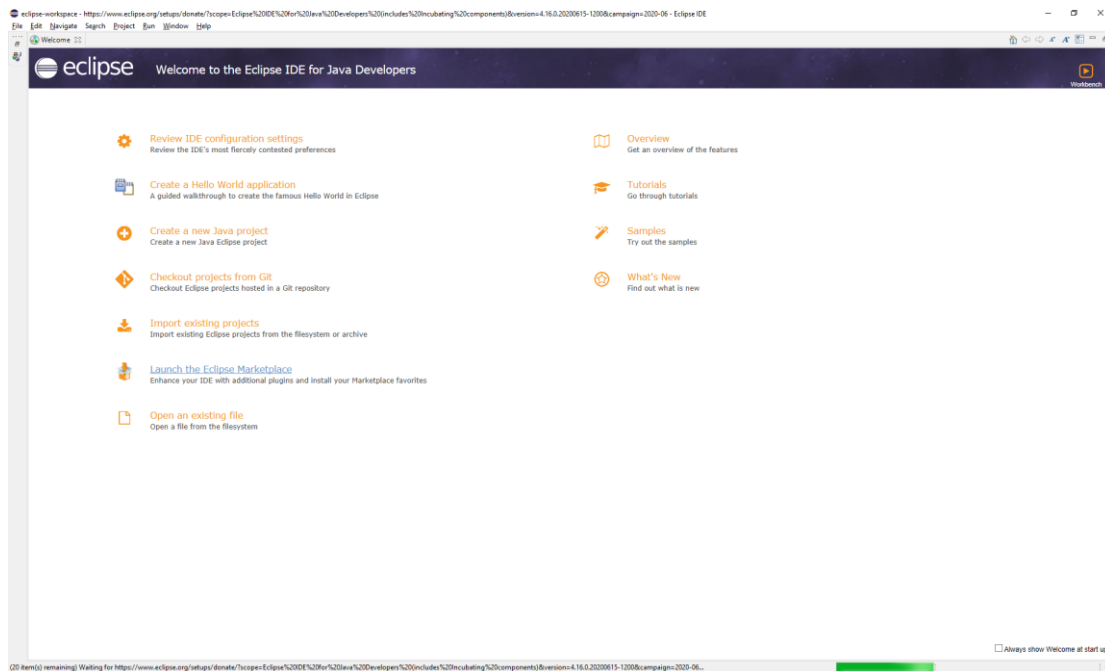 eclipse-workspace - https://www.eclipse.org/setups/donate/?scope=Eclipse%20IDE%20for%20Java%20Developers%20(includes%20Incubating%20components)&version=4.16.0.20200615-1200&campaign=2020-06 - Eclipse IDE
File Edit Navigate Search Project Run Window Help
Welcome
eclipse Welcome to the Eclipse IDE for Java Developers
Workbench
Review IDE configuration settings
Review the IDE's most fiercely contested preferences
Create a Hello World application
A guided walkthrough to create the famous Hello World in Eclipse
Create a new Java project
Create a new Java Eclipse project
Checkout projects from Git
Checkout Eclipse projects hosted in a Git repository
Import existing projects
Import existing Eclipse projects from the filesystem or archive
Launch the Eclipse Marketplace
Enhance your IDE with additional plugins and install your Marketplace favorites
Open an existing file
Open a file from the filesystem
Overview
Get an overview of the features
Tutorials
Go through tutorials
Samples
Try out the samples
What's New
Find out what is new
Always show Welcome at start up
(20 item(s) remaining) Waiting for https://www.eclipse.org/setups/donate/?scope=Eclipse%20IDE%20for%20Java%20Developers%20(includes%20Incubating%20components)&version=4.16.0.20200615-1200&campaign=2020-06...